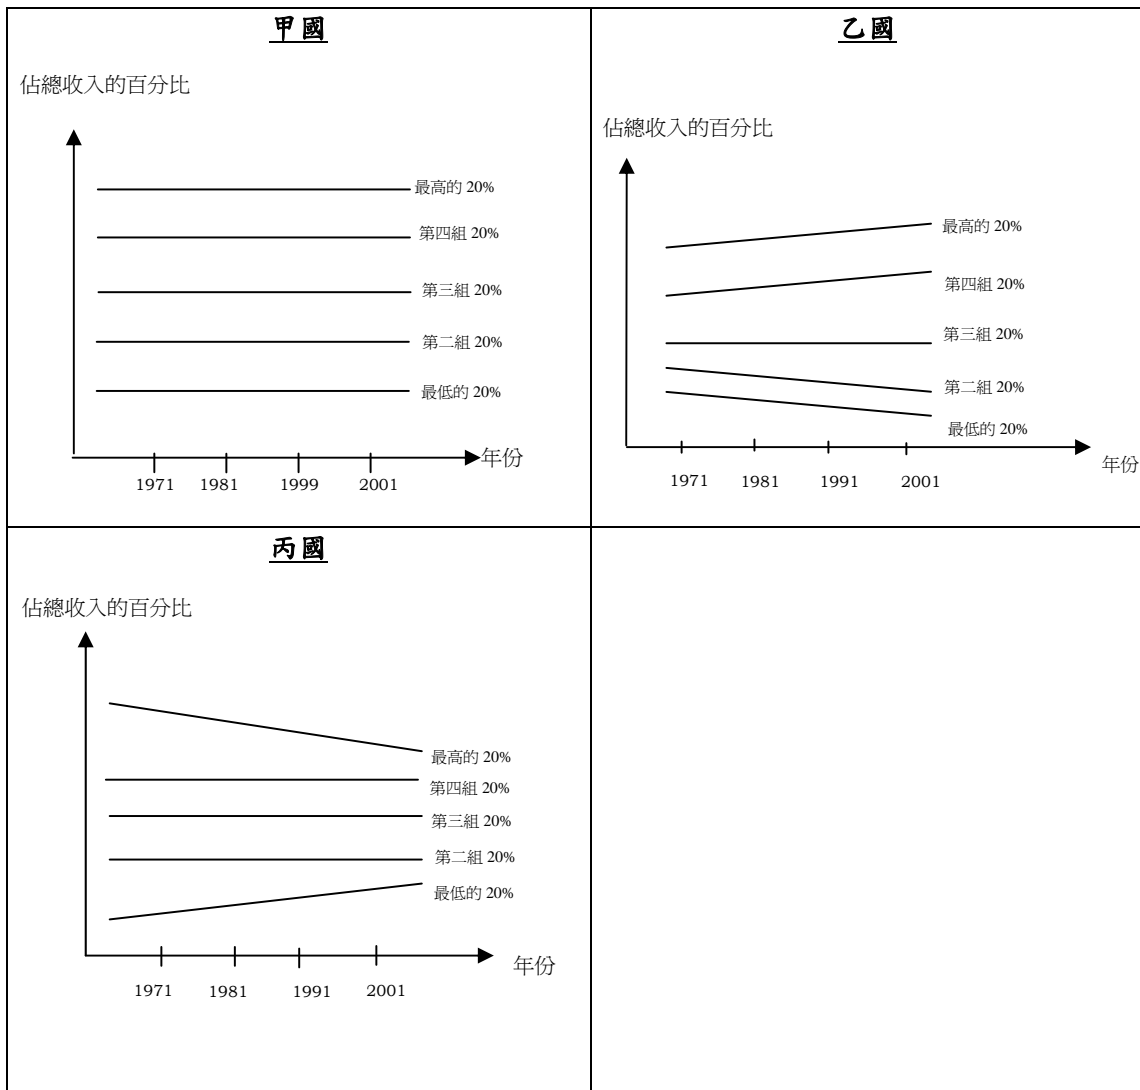 甲國
佔總收入的百分比
最高的 20%
第四組 20%
第三組 20%
第二組 20%
最低的 20%
年份
1971 1981 1999 2001
乙國
佔總收入的百分比
最高的 20%
第四組 20%
第三組 20%
第二組 20%
最低的 20%
年份
1971 1981 1991 2001
丙國
佔總收入的百分比
最高的 20%
第四組 20%
第三組 20%
第二組 20%
最低的 20%
年份
1971 1981 1991 2001